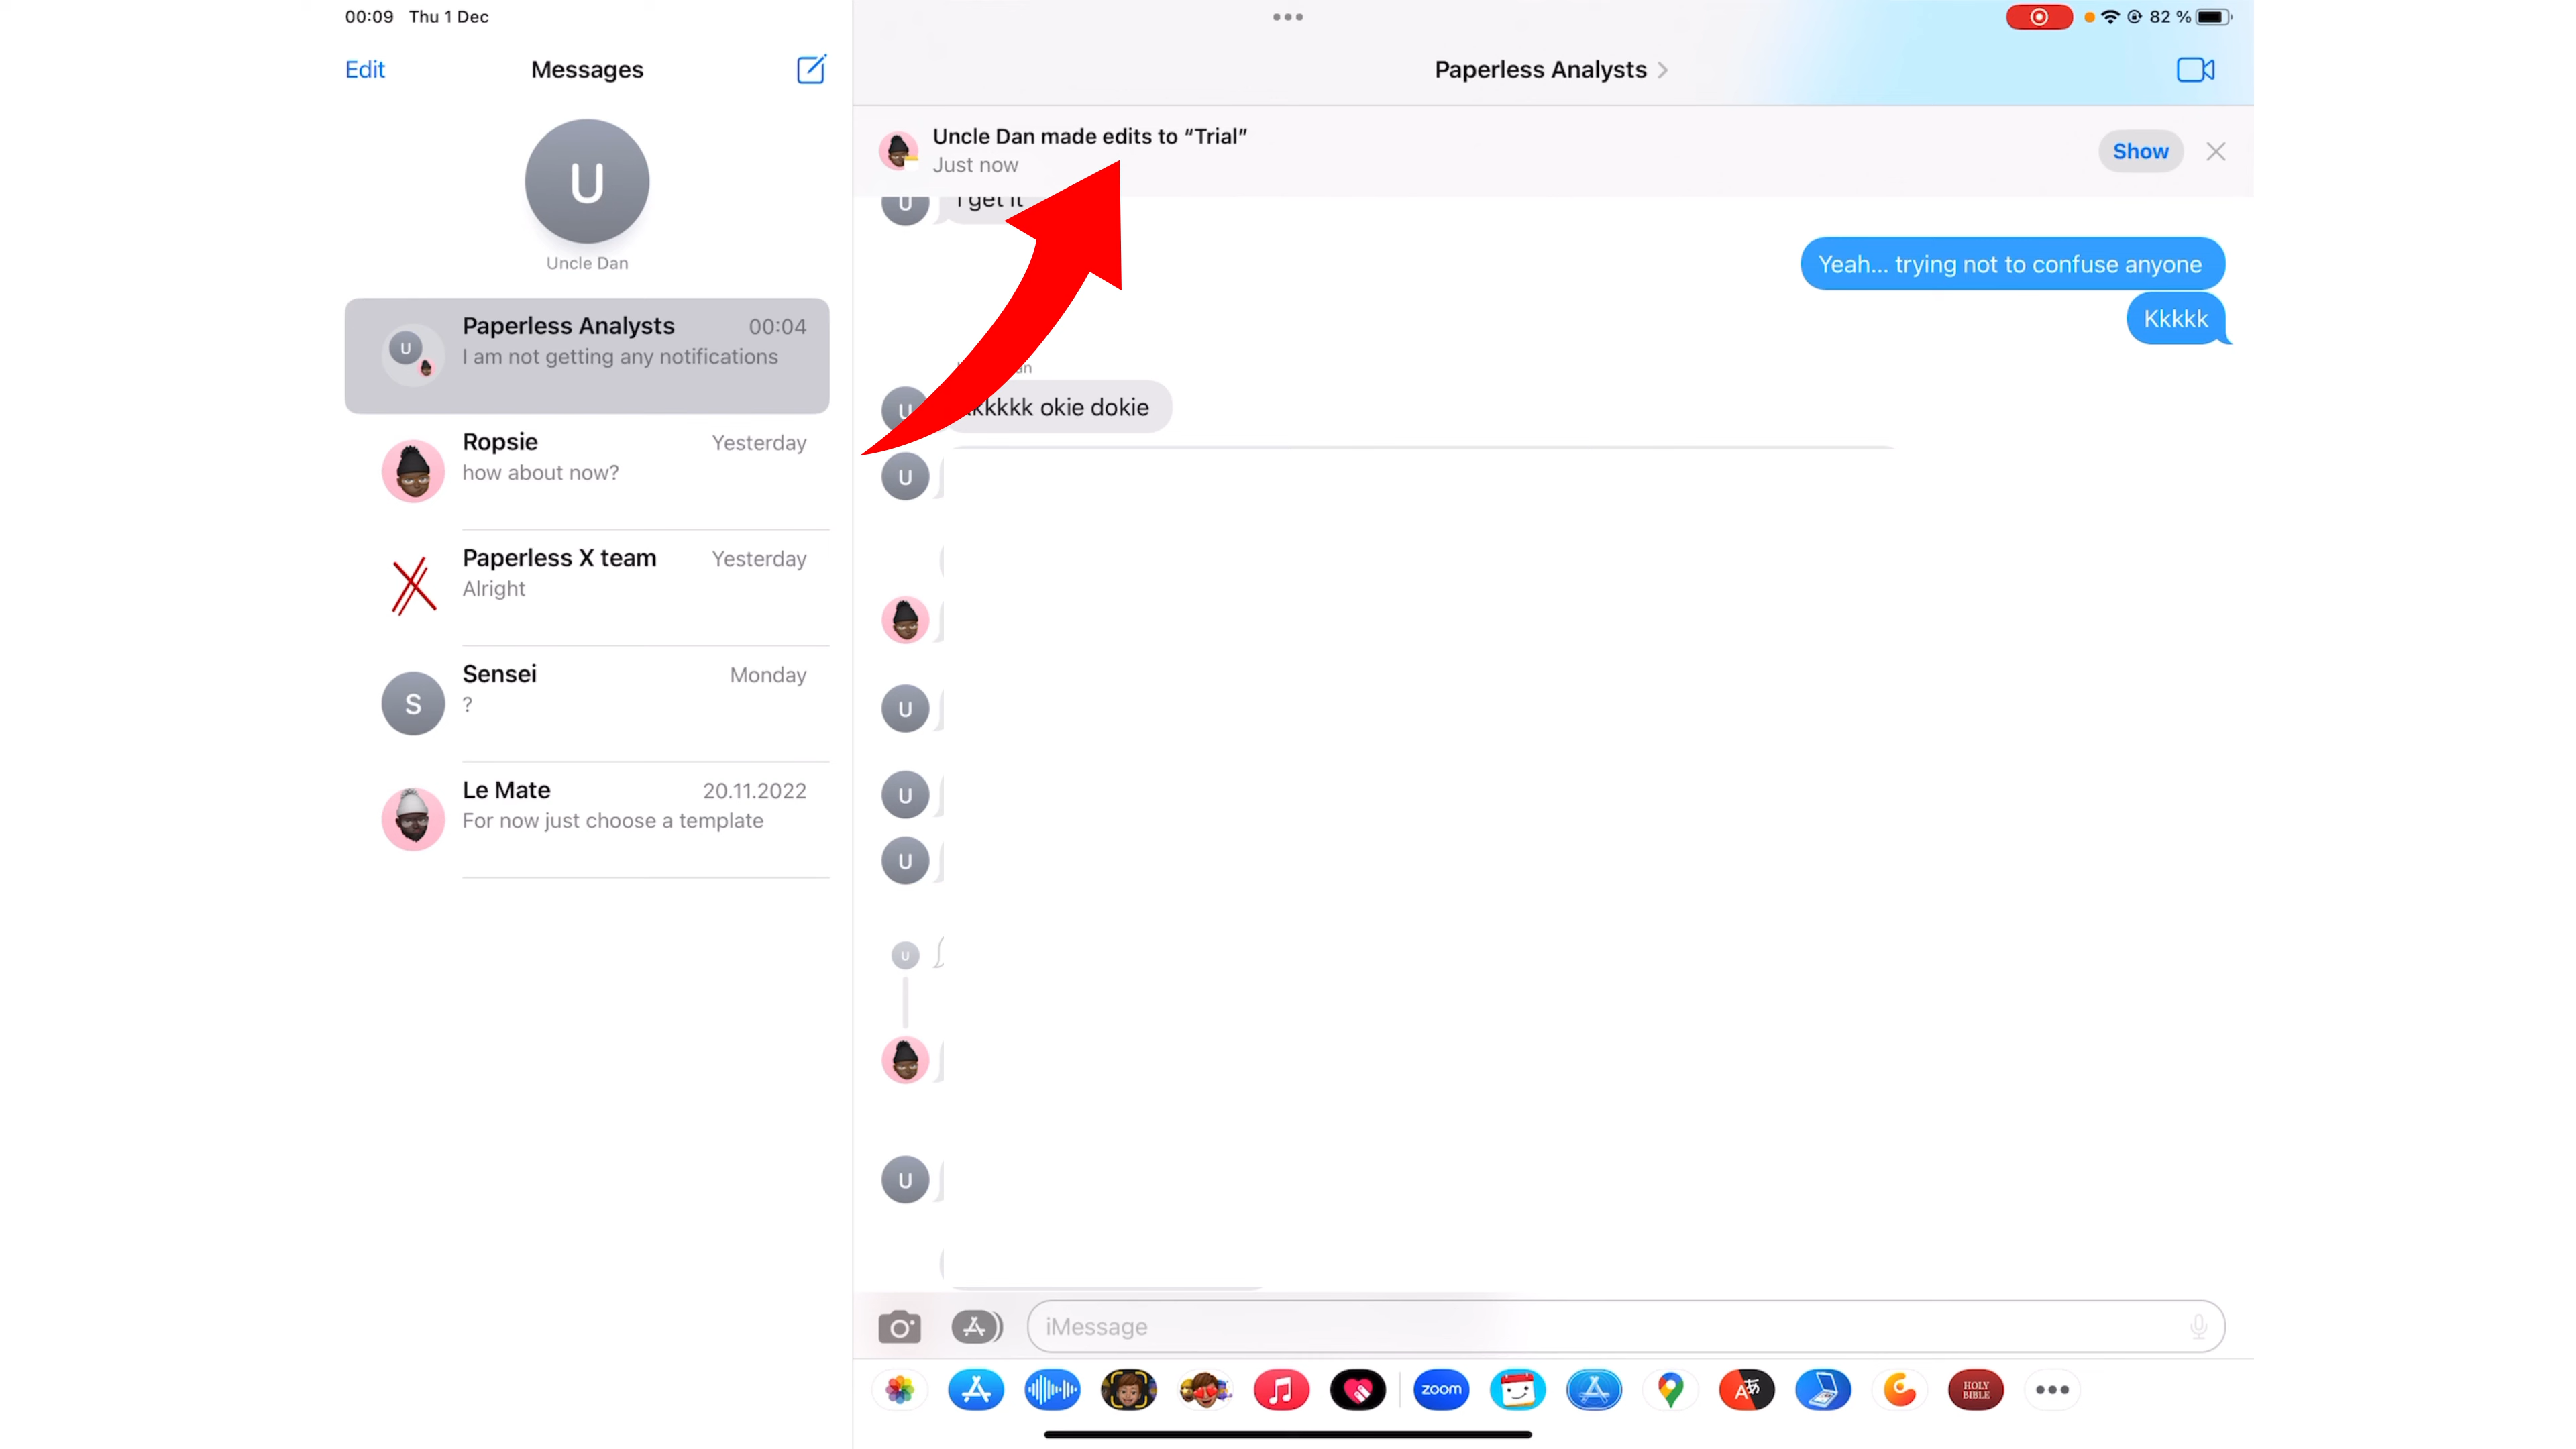 00:09 Thu 1 Dec
82 %
Edit
Messages
U
Uncle Dan
Paperless Analysts 00:04
U
I am not getting any notifications
Ropsie Yesterday
how about now?
Paperless X team Yesterday
Alright
S
Sensei Monday
?
Le Mate 20.11.2022
For now just choose a template
Paperless Analysts
Uncle Dan made edits to “Trial”
Just now
Show
U
I get it
Yeah... trying not to confuse anyone
Kkkkk
U
okie dokie
U
U
U
U
U
U
iMessage
zoom
HOLY
BIBLE